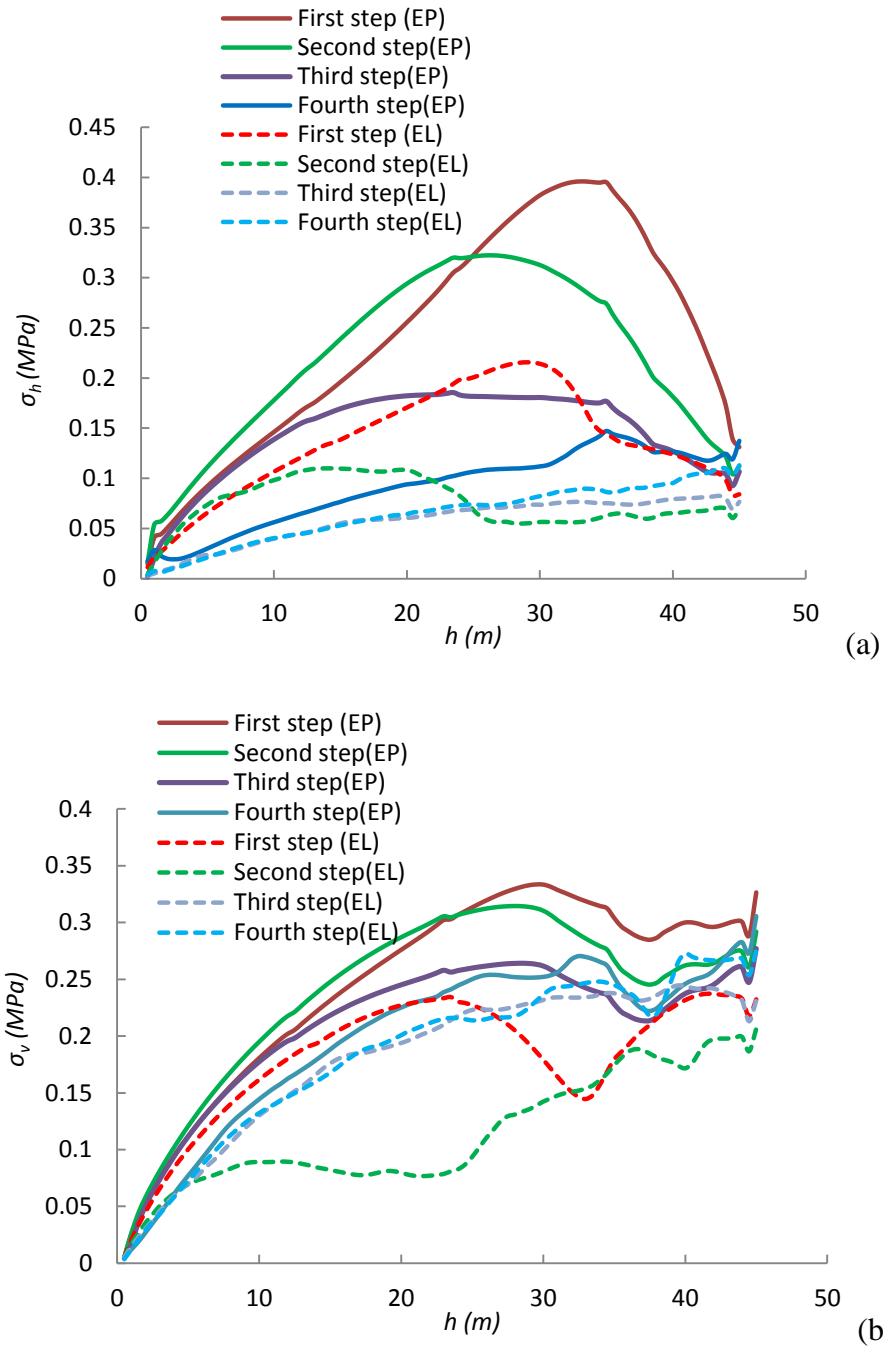 First step (EP)
Second step(EP)
Third step(EP)
Fourth step(EP)
First step (EL)
Second step(EL)
Third step(EL)
Fourth step(EL)
0.45
0.4
0.35
0.3
0.25
0.2
0.15
0.1
0.05
0
σh (MPa)
0 10 20 30 40 50
h (m)
(a)
First step (EP)
Second step(EP)
Third step(EP)
Fourth step(EP)
First step (EL)
Second step(EL)
Third step(EL)
Fourth step(EL)
0.4
0.35
0.3
0.25
0.2
0.15
0.1
0.05
0
σv (MPa)
0 10 20 30 40 50
h (m)
(b